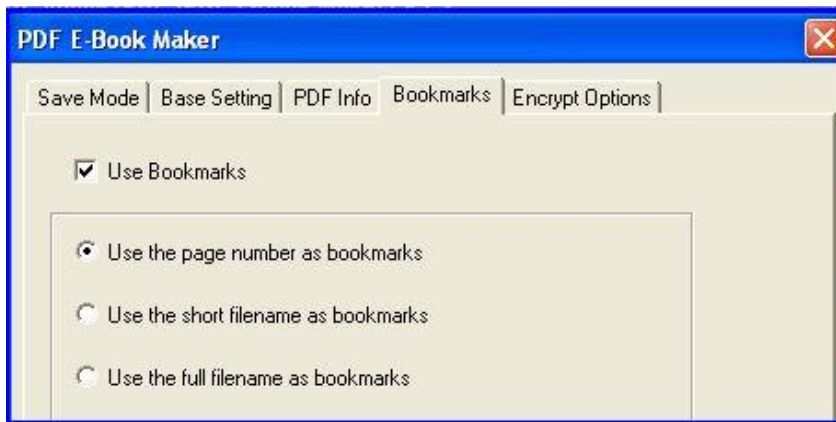 PDF E-Book Maker
Save Mode Base Setting PDF Info Bookmarks Encrypt Options
Use Bookmarks
Use the page number as bookmarks
Use the short filename as bookmarks
Use the full filename as bookmarks